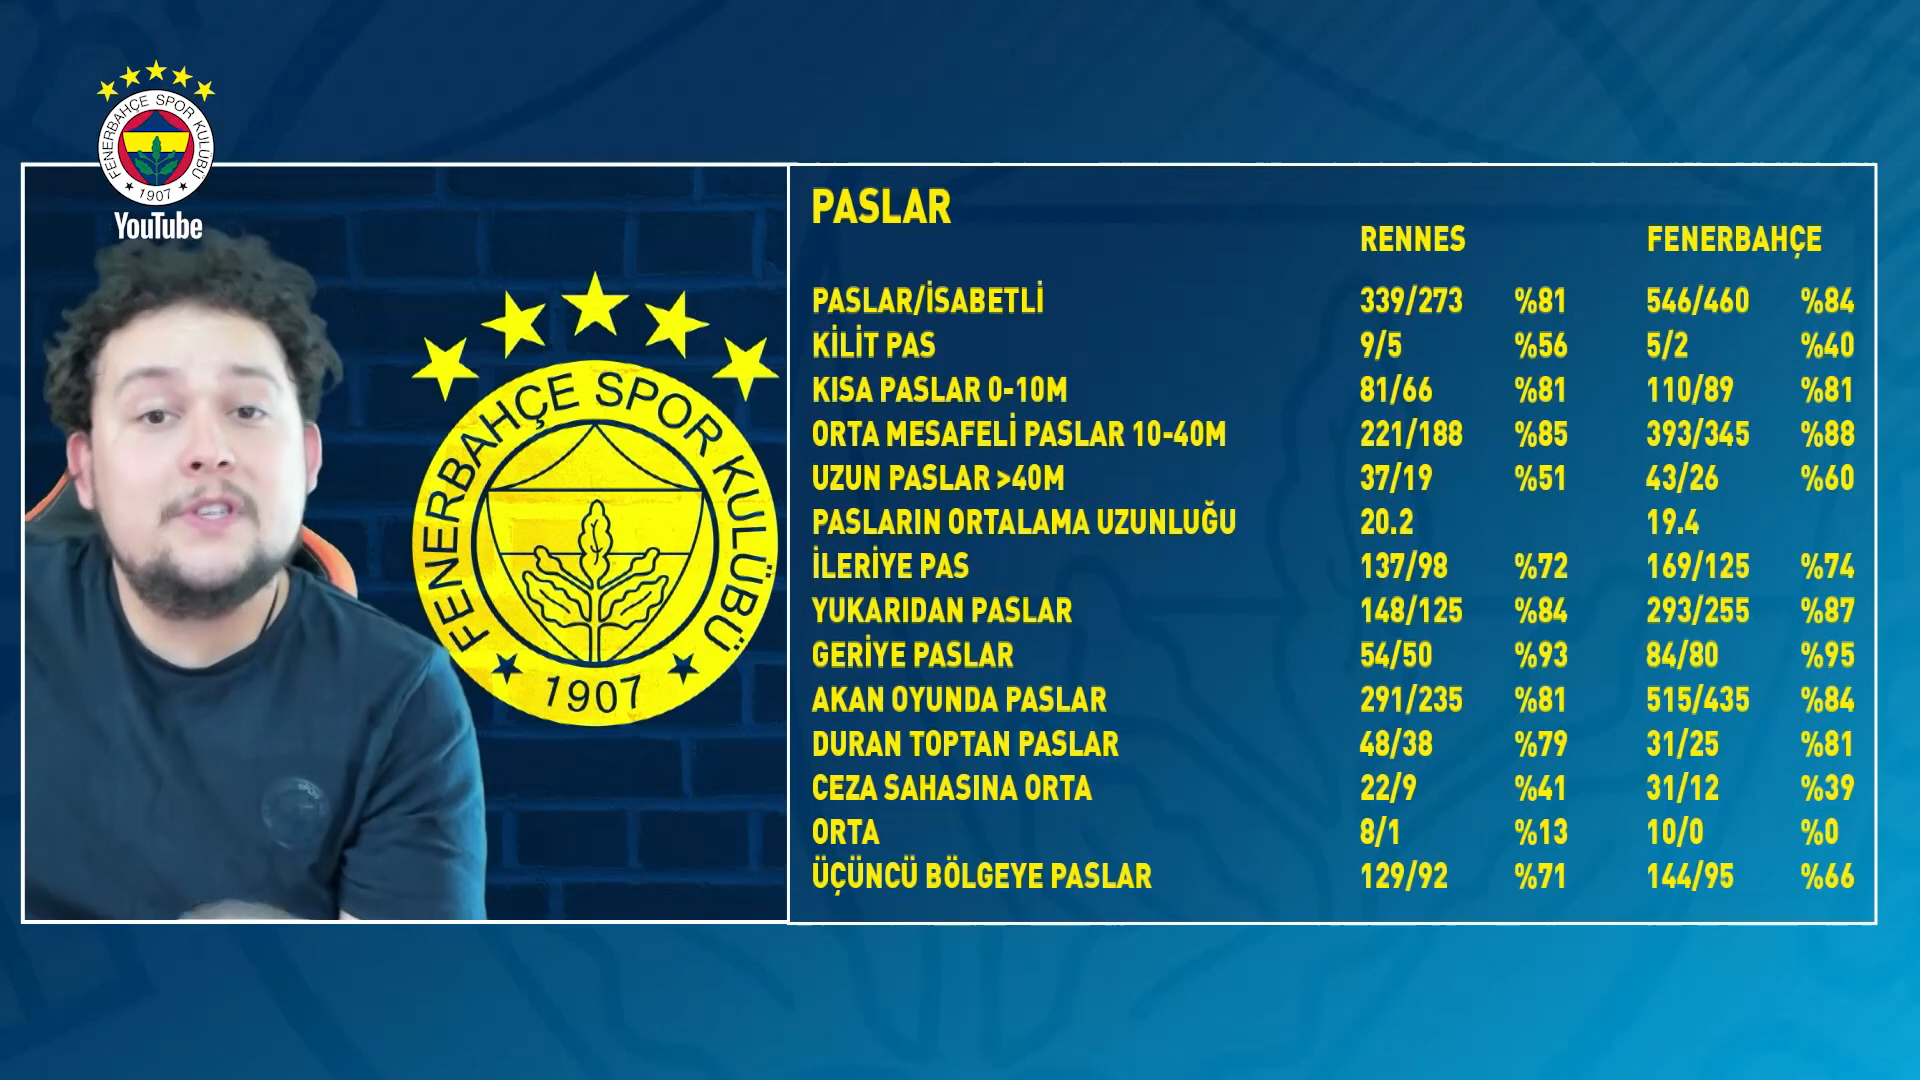 FENERBAHÇE SPOR KULÜBÜ
1907
YouTube
FENERBAHÇE SPOR KULÜBÜ
1907
PASLAR
RENNES FENERBAHÇE
PASLAR/İSABETLİ 339/273 %81 546/460 %84
KİLİT PAS 9/5 %56 5/2 %40
KISA PASLAR 0-10M 81/66 %81 110/89 %81
ORTA MESAFELİ PASLAR 10-40M 221/188 %85 393/345 %88
UZUN PASLAR >40M 37/19 %51 43/26 %60
PASLARIN ORTALAMA UZUNLUĞU 20.2 19.4
İLERİYE PAS 137/98 %72 169/125 %74
YUKARIDAN PASLAR 148/125 %84 293/255 %87
GERİYE PASLAR 54/50 %93 84/80 %95
AKAN OYUNDA PASLAR 291/235 %81 515/435 %84
DURAN TOPTAN PASLAR 48/38 %79 31/25 %81
CEZA SAHASINA ORTA 22/9 %41 31/12 %39
ORTA 8/1 %13 10/0 %0
ÜÇÜNCÜ BÖLGEYE PASLAR 129/92 %71 144/95 %66